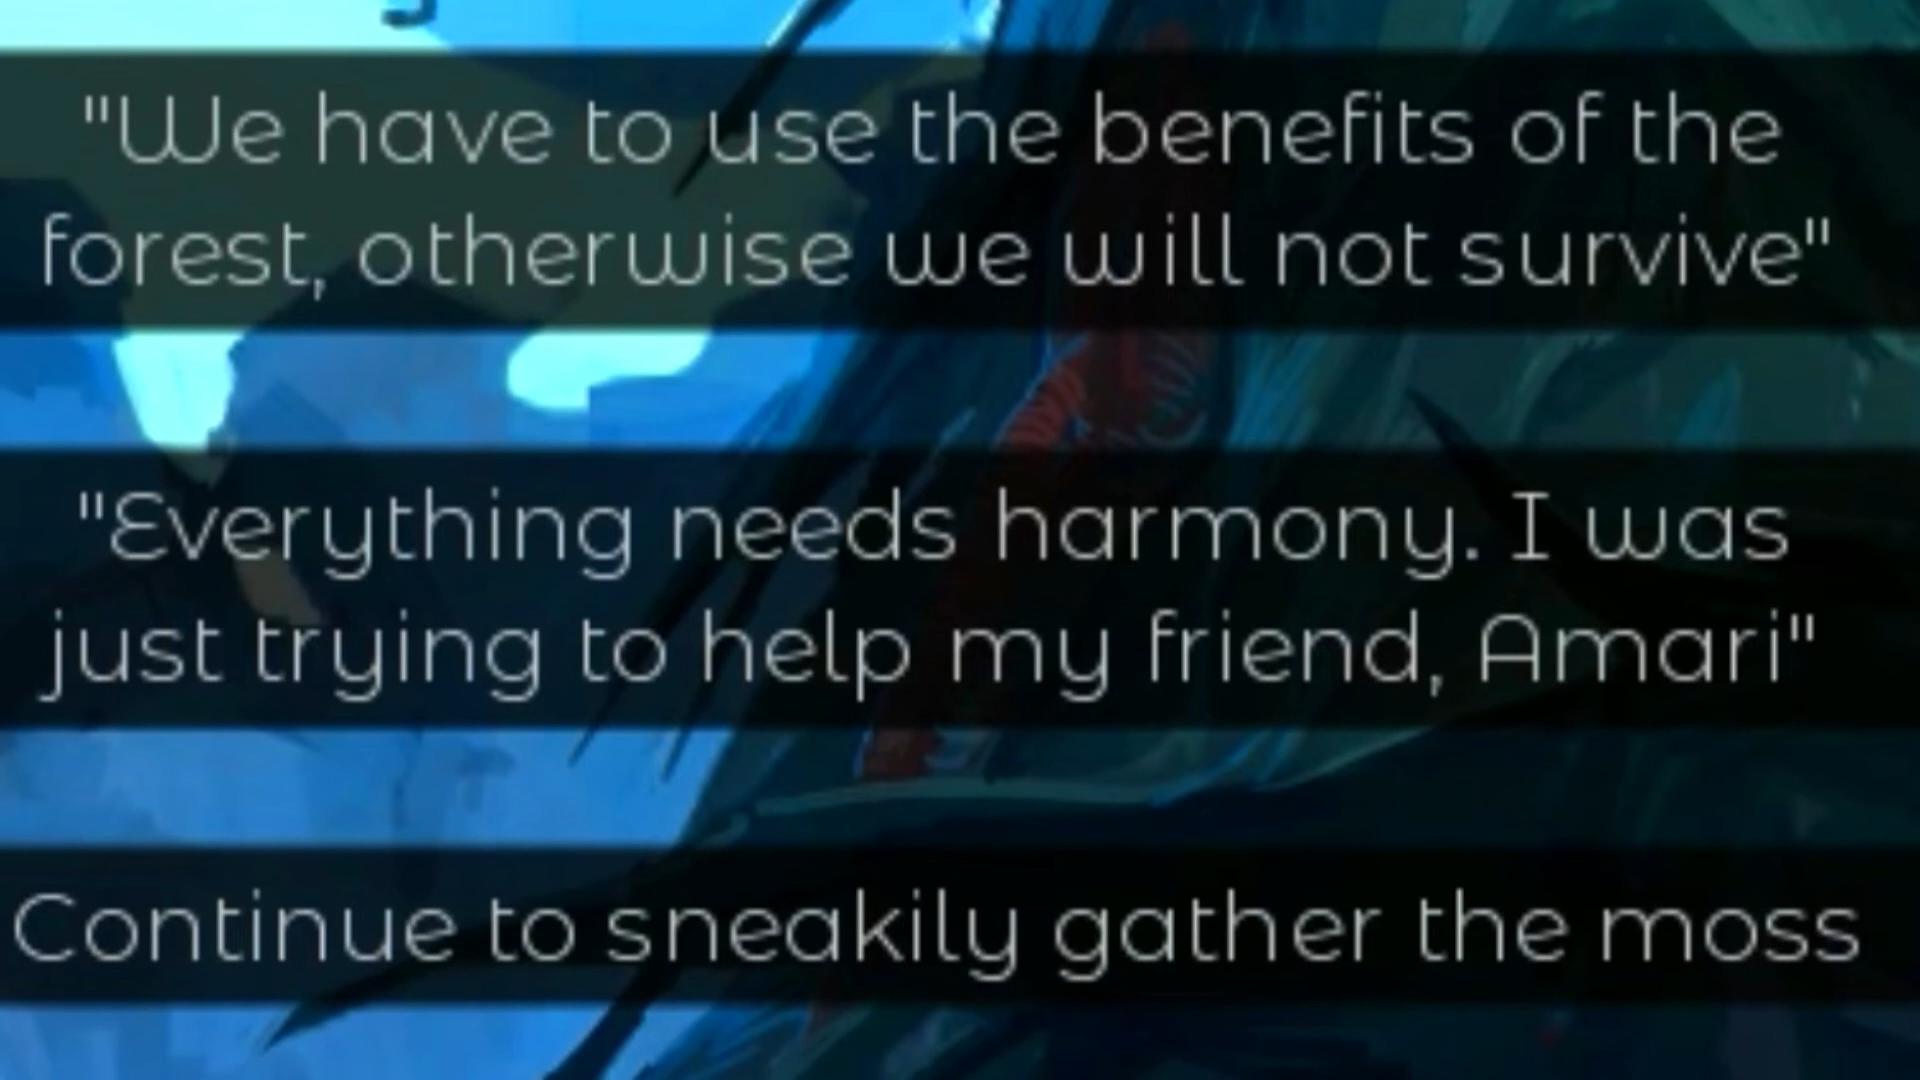 "We have to use the benefits of the
forest, otherwise we will not survive"
"Everything needs harmony. I was
just trying to help my friend, Amari"
Continue to sneakily gather the moss